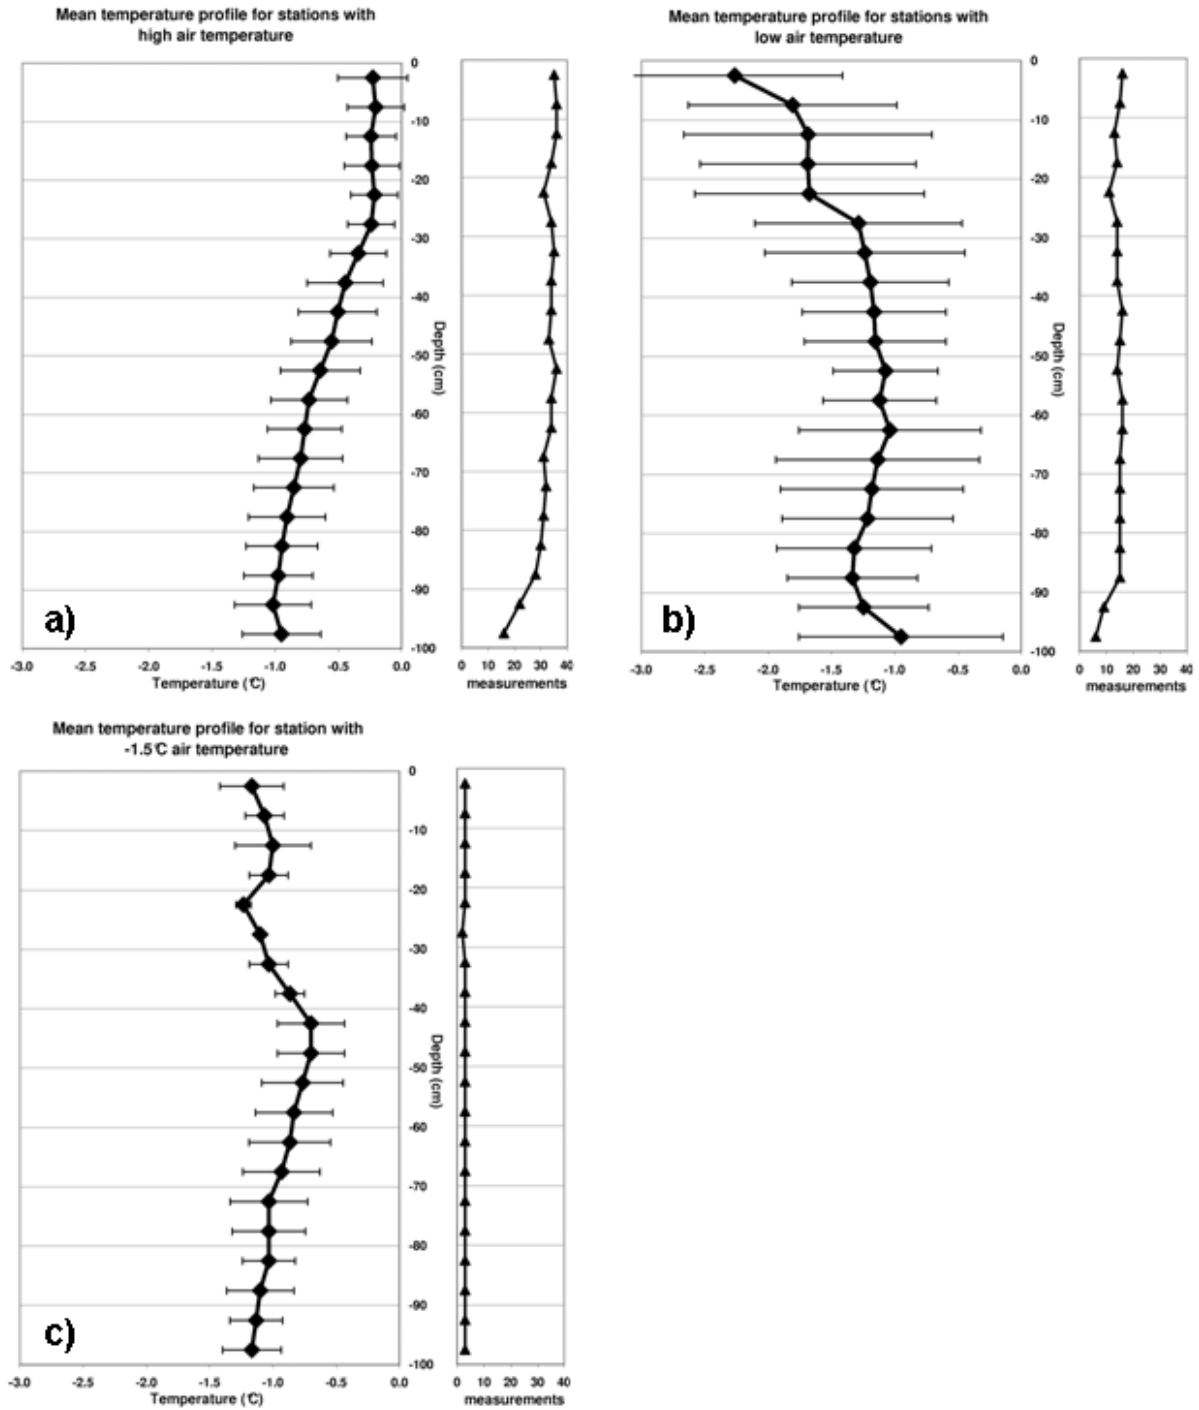 Mean temperature profile for stations with
high air temperature
0
-10
-20
-30
-40
-50
-60
-70
-80
-90
-100
Depth (cm)
a)
-3.0 -2.5 -2.0 -1.5 -1.0 -0.5 0.0
Temperature (℃)
0 10 20 30 40
measurements
Mean temperature profile for stations with
low air temperature
0
-10
-20
-30
-40
-50
-60
-70
-80
-90
-100
Depth (cm)
b)
-3.0 -2.5 -2.0 -1.5 -1.0 -0.5 0.0
Temperature (℃)
0 10 20 30 40
measurements
Mean temperature profile for station with
-1.5℃ air temperature
0
-10
-20
-30
-40
-50
-60
-70
-80
-90
-100
Depth (cm)
c)
-3.0 -2.5 -2.0 -1.5 -1.0 -0.5 0.0
Temperature (℃)
0 10 20 30 40
measurements